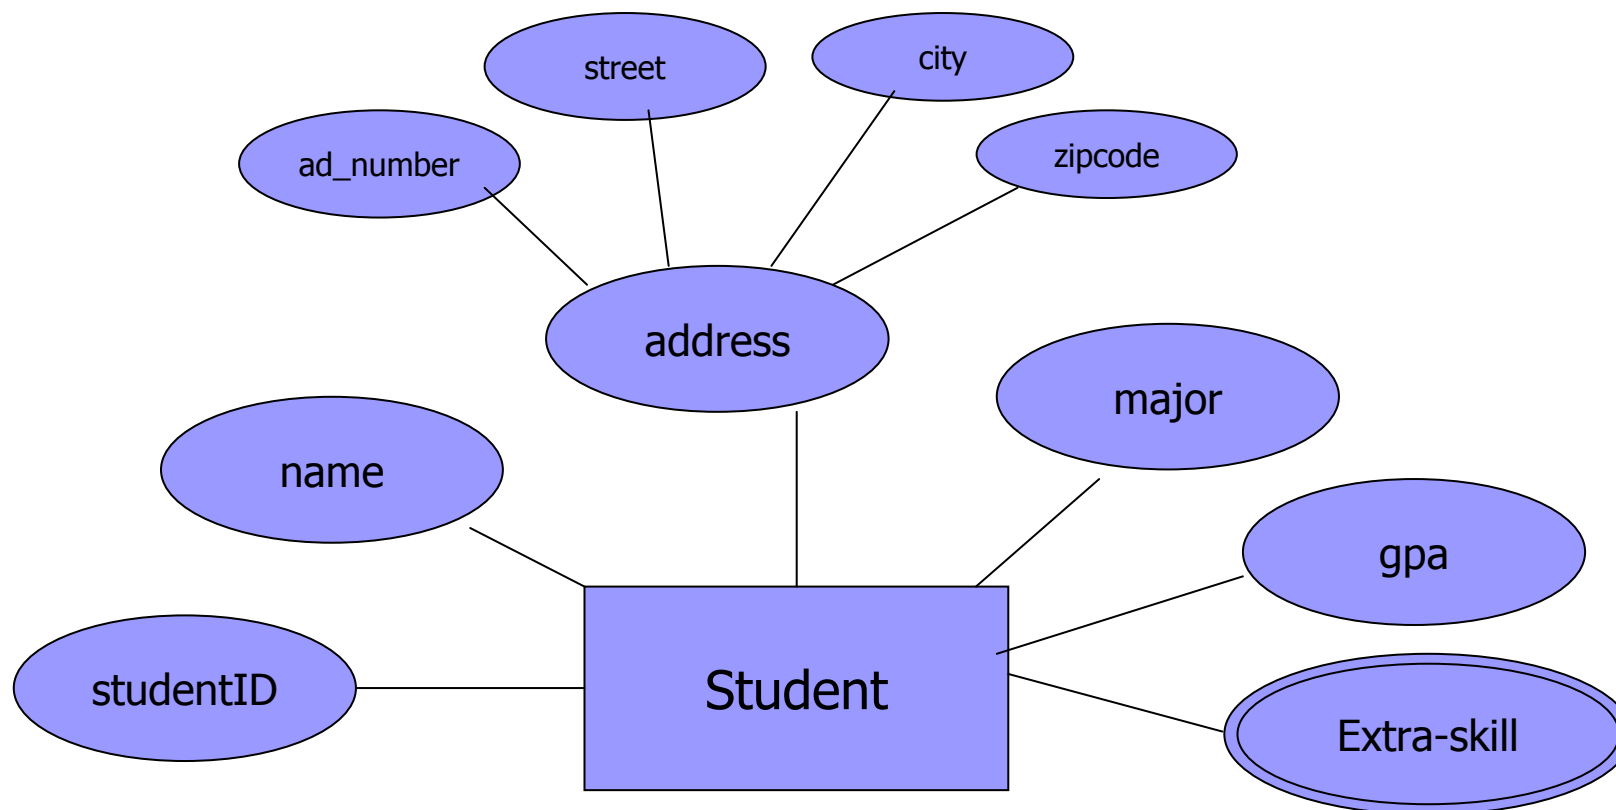 street
city
ad_number
zipcode
address
major
name
gpa
studentID
Student
Extra-skill